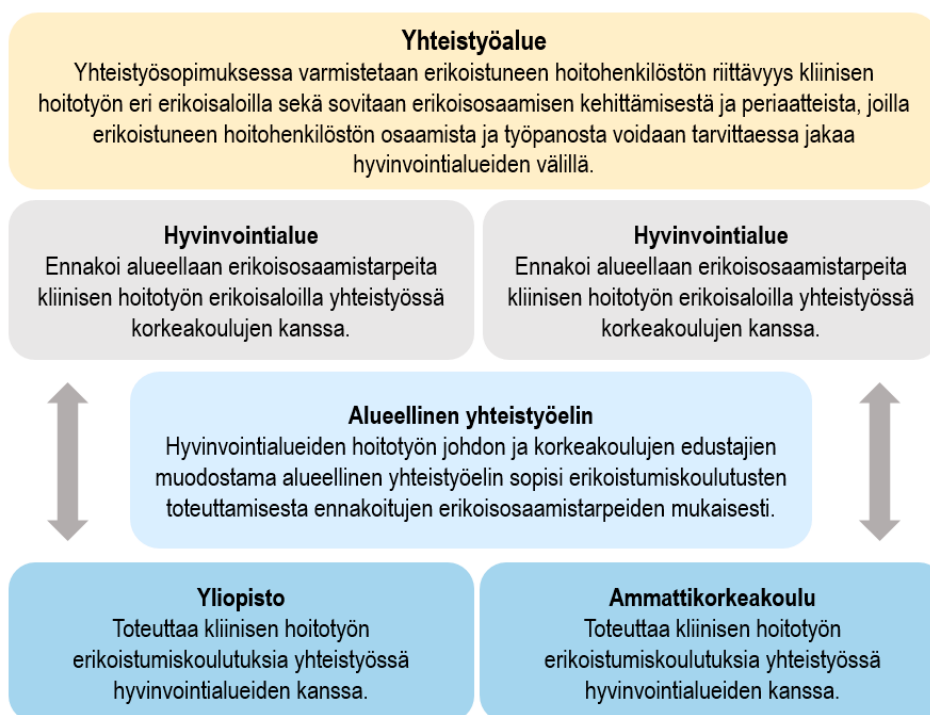 Yhteistyöalue
Yhteistyösopimuksessa varmistetaan erikoistuneen hoitohenkilöstön riittävyys kliinisen
hoitotyön eri erikoisaloilla sekä sovitaan erikoisosaamisen kehittämisestä ja periaatteista, joilla
erikoistuneen hoitohenkilöstön osaamista ja työpanosta voidaan tarvittaessa jakaa
hyvinvointialueiden välillä.
Hyvinvointialue
Ennakoi alueellaan erikoisosaamistarpeita
kliinisen hoitotyön erikoisaloilla yhteistyössä
korkeakoulujen kanssa.
Hyvinvointialue
Ennakoi alueellaan erikoisosaamistarpeita
kliinisen hoitotyön erikoisaloilla yhteistyössä
korkeakoulujen kanssa.
Alueellinen yhteistyöelin
Hyvinvointialueiden hoitotyön johdon ja korkeakoulujen edustajien
muodostama alueellinen yhteistyöelin sopisi erikoistumiskoulutusten
toteuttamisesta ennakoitujen erikoisosaamistarpeiden mukaisesti.
Yliopisto
Toteuttaa kliinisen hoitotyön
erikoistumiskoulutuksia yhteistyössä
hyvinvointialueiden kanssa.
Ammattikorkeakoulu
Toteuttaa kliinisen hoitotyön
erikoistumiskoulutuksia yhteistyössä
hyvinvointialueiden kanssa.